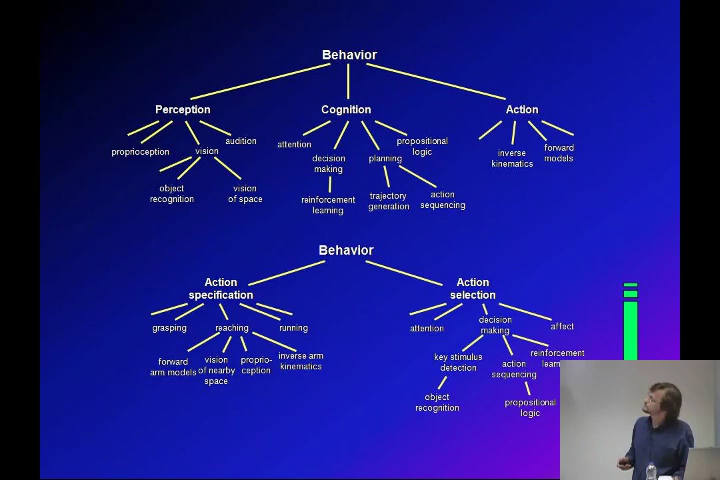 Behavior
Perception Cognition Action
proprioception vision audition attention decision making planning propositional logic inverse kinematics forward models
object recognition vision of space reinforcement learning trajectory generation action sequencing
Behavior
Action specification Action selection
grasping reaching running attention decision making affect
forward arm models vision of nearby space proprio-ception inverse arm kinematics key stimulus detection action sequencing reinforcement
object recognition propositional logic